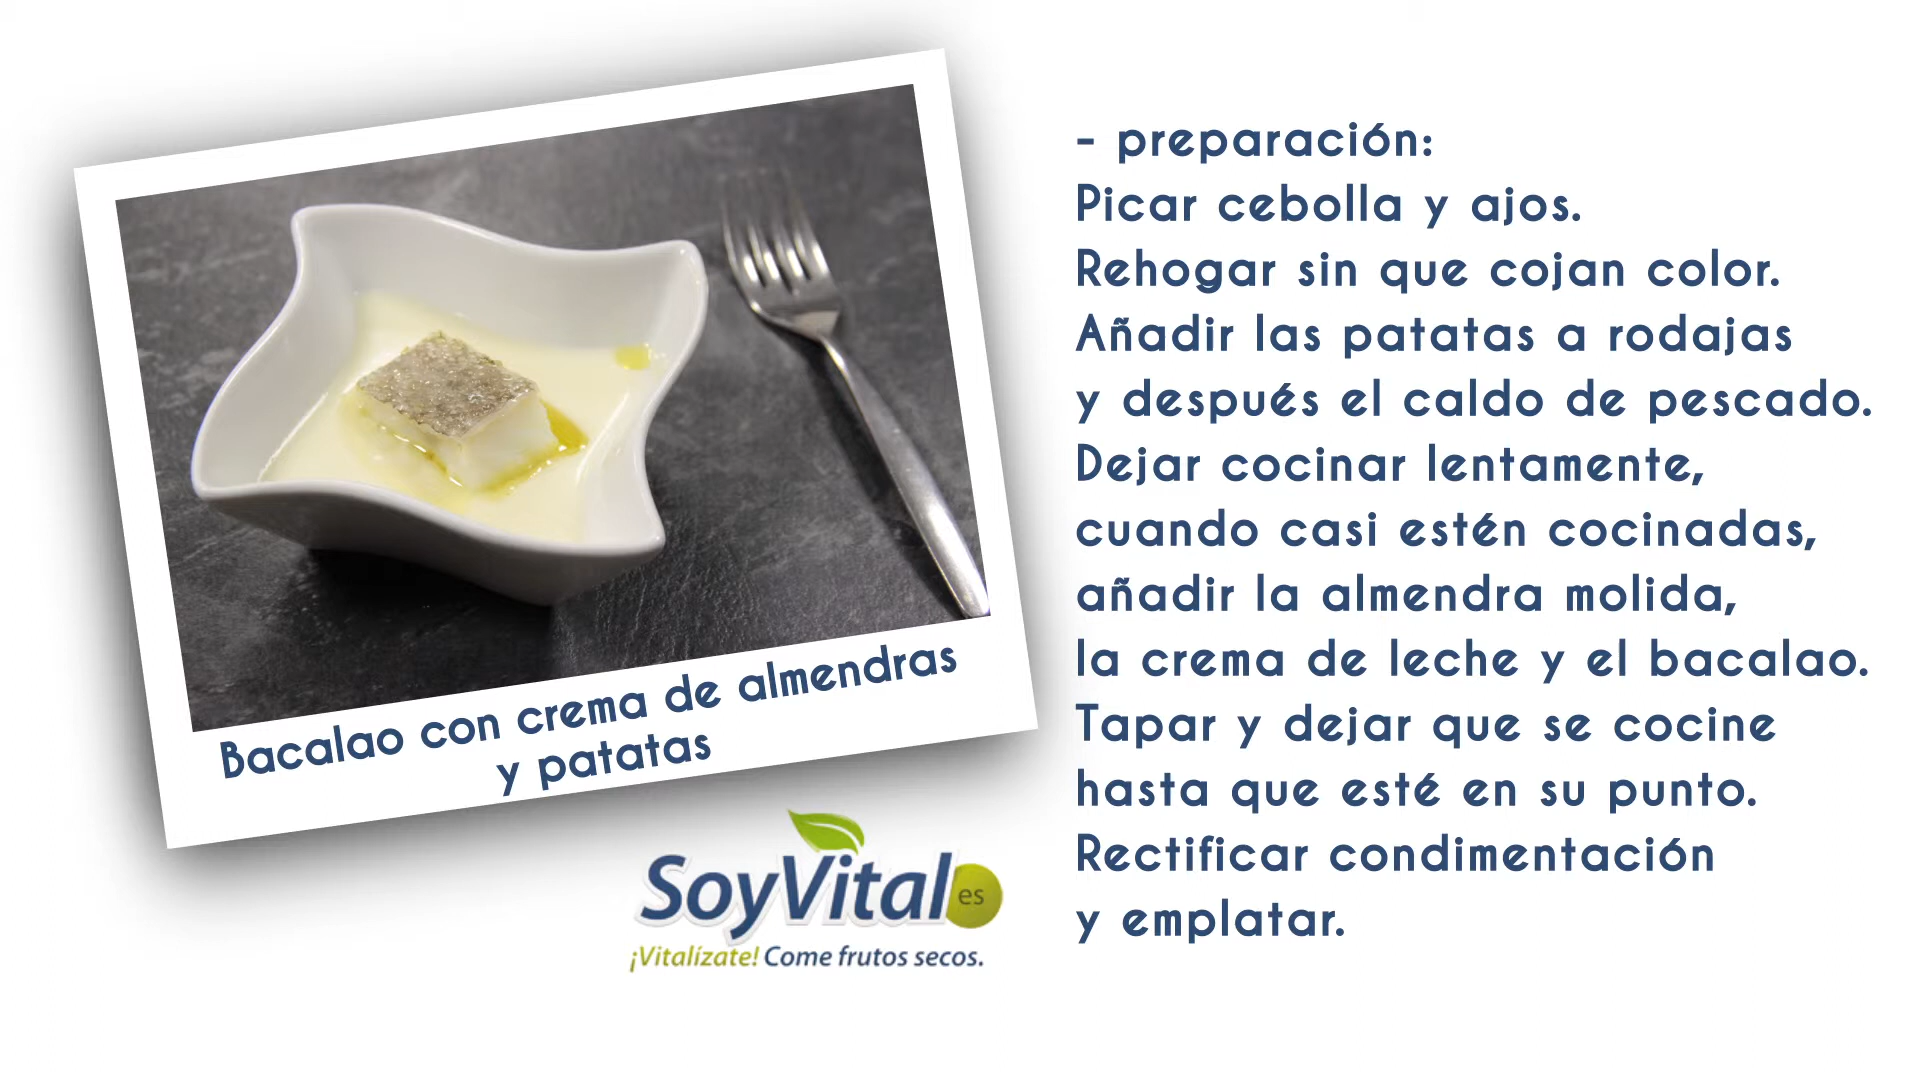 Bacalao con crema de almendras
y patatas
SoyVital es
¡Vitalízate! Come frutos secos.
- preparación:
Picar cebolla y ajos.
Rehogar sin que cojan color.
Añadir las patatas a rodajas
y después el caldo de pescado.
Dejar cocinar lentamente,
cuando casi estén cocinadas,
añadir la almendra molida,
la crema de leche y el bacalao.
Tapar y dejar que se cocine
hasta que esté en su punto.
Rectificar condimentación
y emplatar.